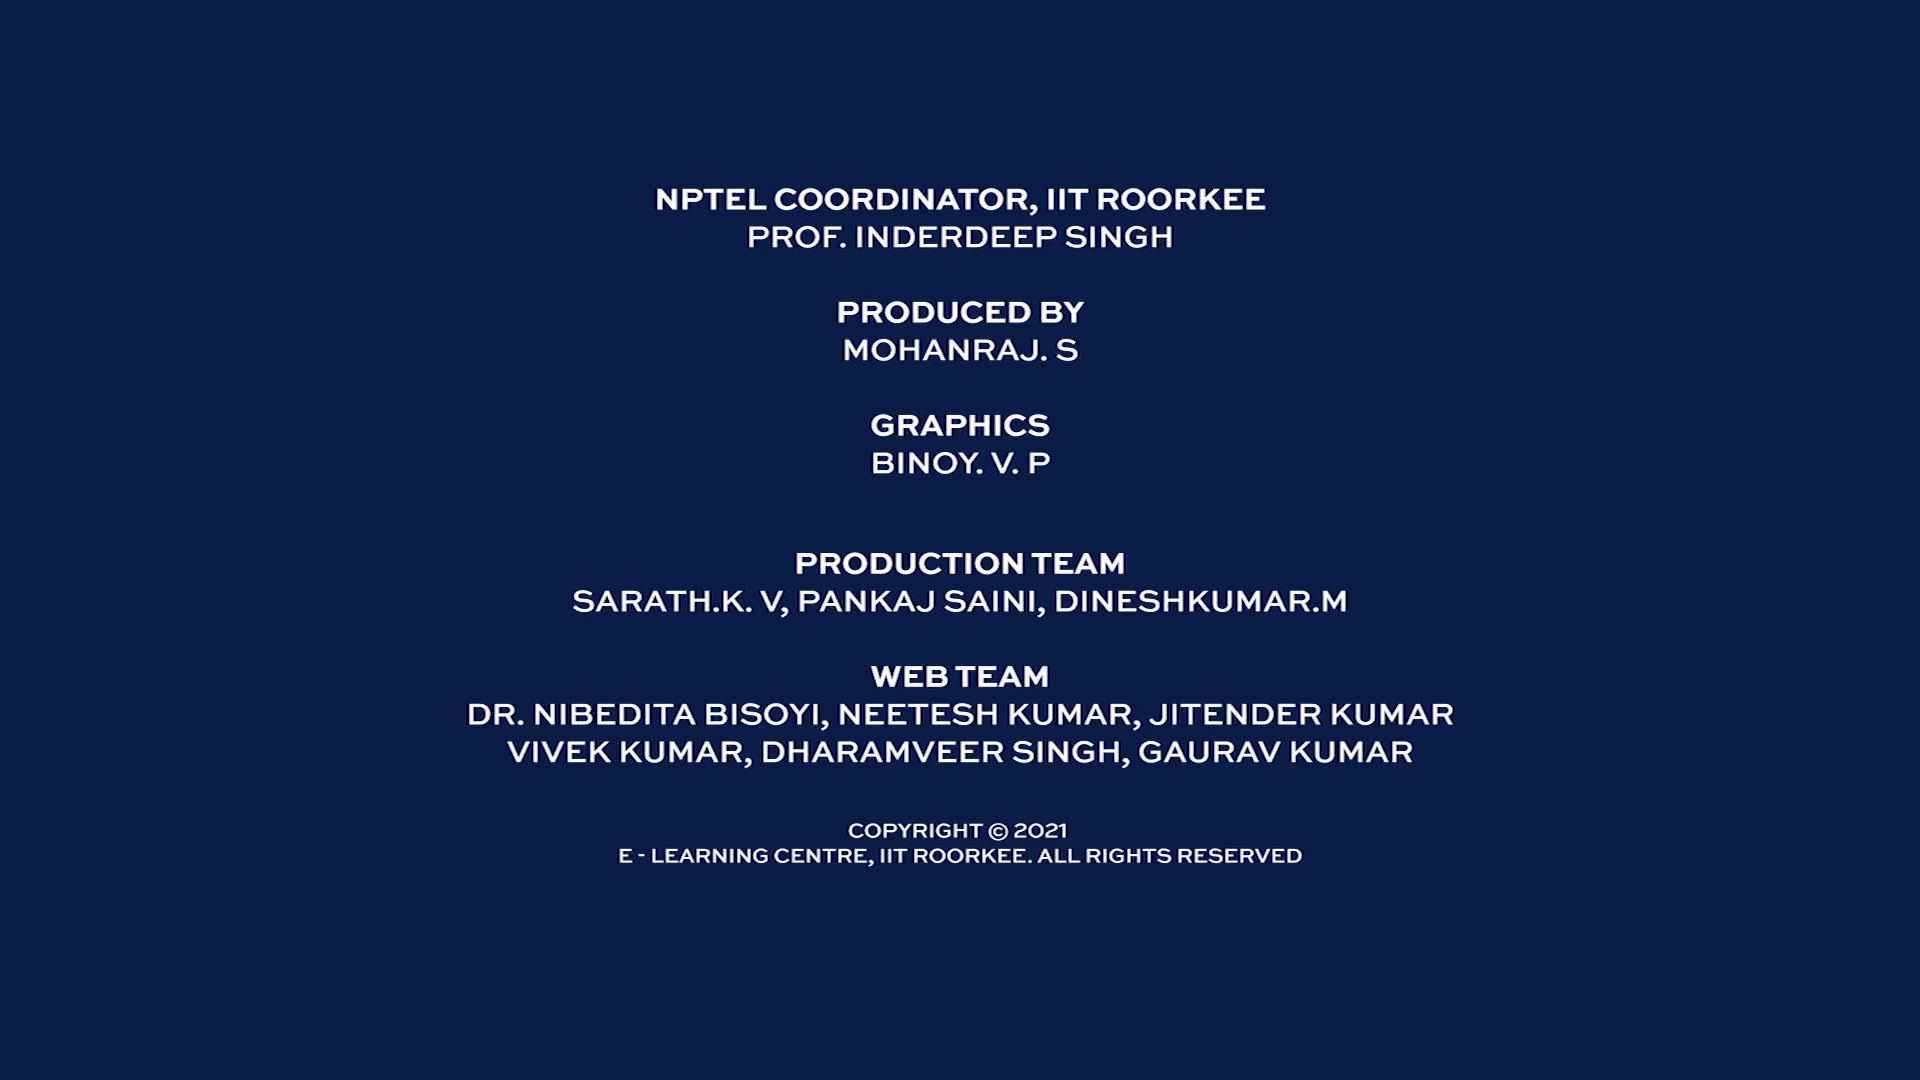 NPTEL COORDINATOR, IIT ROORKEE
PROF. INDERDEEP SINGH
PRODUCED BY
MOHANRAJ. S
GRAPHICS
BINOY. V. P
PRODUCTION TEAM
SARATH.K. V, PANKAJ SAINI, DINESHKUMAR.M
WEB TEAM
DR. NIBEDITA BISOYI, NEETESH KUMAR, JITENDER KUMAR
VIVEK KUMAR, DHARAMVEER SINGH, GAURAV KUMAR
COPYRIGHT © 2021
E - LEARNING CENTRE, IIT ROORKEE. ALL RIGHTS RESERVED